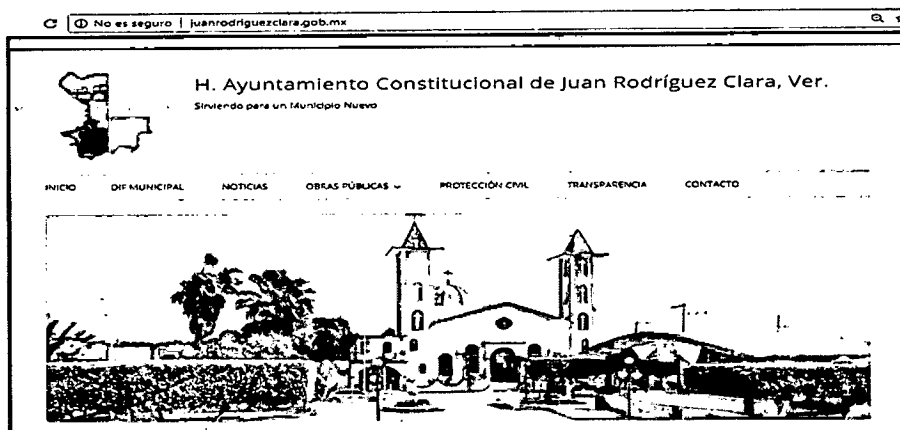 No es seguro | juanrodriguezclara.gob.mx
H. Ayuntamiento Constitucional de Juan Rodríguez Clara, Ver.
Sirviendo para un Municipio Nuevo
INICIO DIF MUNICIPAL NOTICIAS OBRAS PÚBLICAS PROTECCIÓN CIVIL TRANSPARENCIA CONTACTO